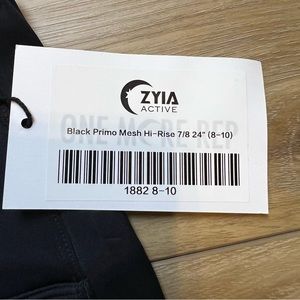 ZYIA
ACTIVE
Black Primo Mesh Hi-Rise 7/8 24" (8-10)
ONE MORE REP
1882 8-10